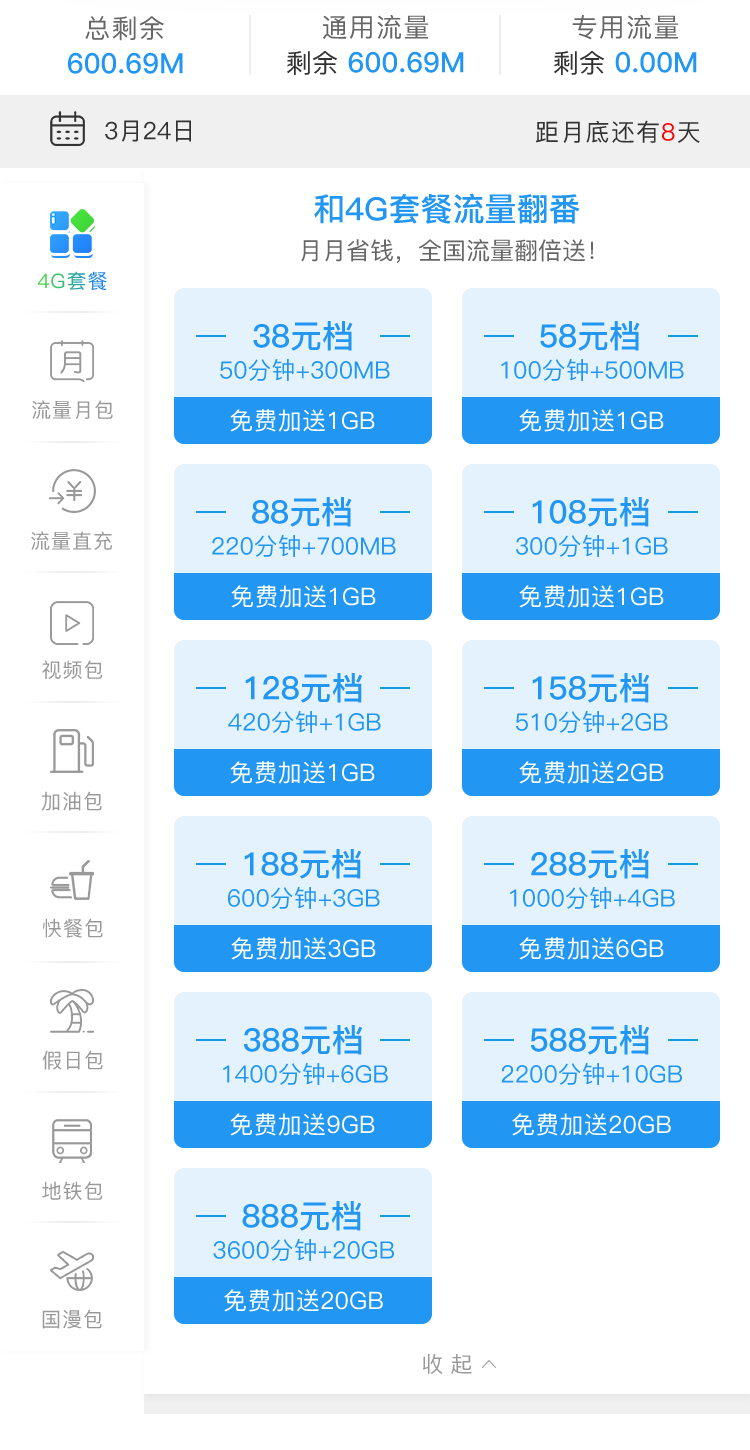 总剩余
通用流量
专用流量
600.69M
剩余 600.69M
剩余 0.00M
3月24日
距月底还有8天
4G套餐
月
流量月包
流量直充
视频包
加油包
快餐包
假日包
地铁包
国漫包
和4G套餐流量翻番
月月省钱，全国流量翻倍送！
38元档
50分钟+300MB
免费加送1GB
58元档
100分钟+500MB
免费加送1GB
88元档
220分钟+700MB
免费加送1GB
108元档
300分钟+1GB
免费加送1GB
128元档
420分钟+1GB
免费加送1GB
158元档
510分钟+2GB
免费加送2GB
188元档
600分钟+3GB
免费加送3GB
288元档
1000分钟+4GB
免费加送6GB
388元档
1400分钟+6GB
免费加送9GB
588元档
2200分钟+10GB
免费加送20GB
888元档
3600分钟+20GB
免费加送20GB
收起